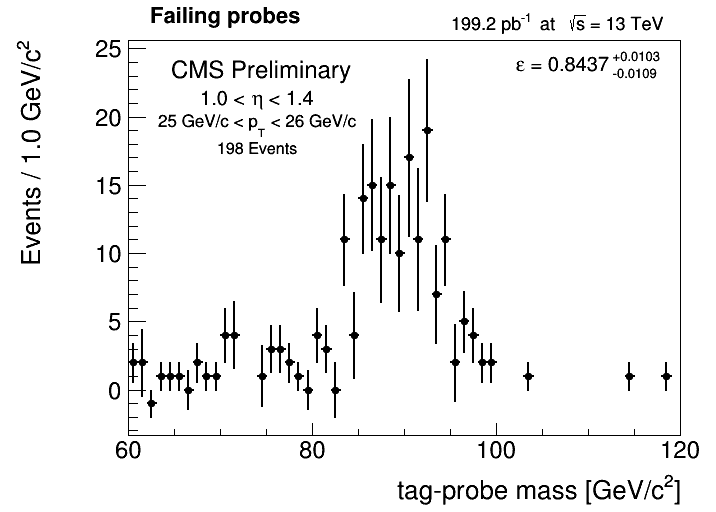 Failing probes
199.2 pb⁻¹ at √s = 13 TeV
CMS Preliminary
1.0 < η < 1.4
25 GeV/c < p_T < 26 GeV/c
198 Events
ε = 0.8437 +0.0103 -0.0109
Events / 1.0 GeV/c²
25
20
15
10
5
0
60 80 100 120
tag-probe mass [GeV/c²]